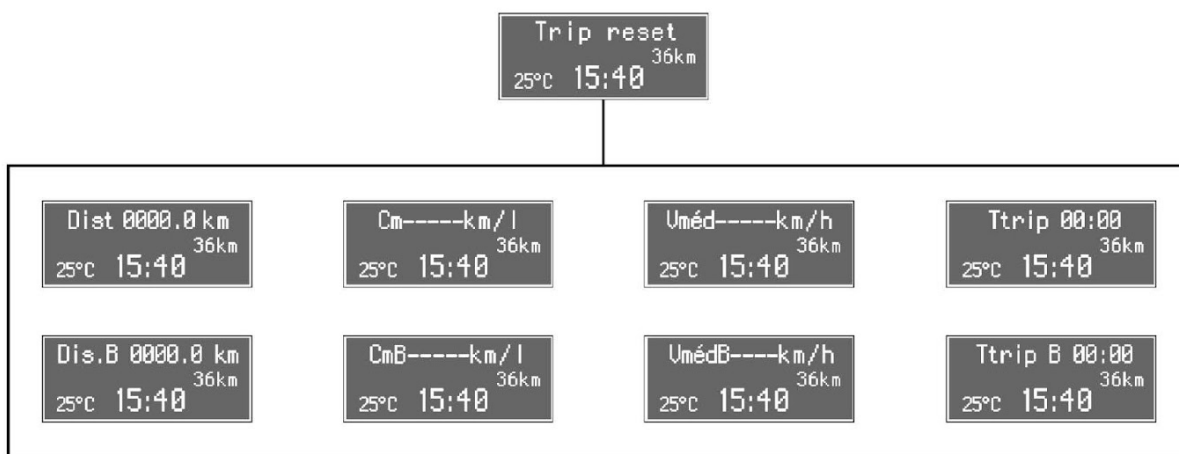 Trip reset
36km
25°C 15:40
Dist 0000.0 km
36km
25°C 15:40
Cm-----km/l
36km
25°C 15:40
Vméd-----km/h
36km
25°C 15:40
Ttrip 00:00
36km
25°C 15:40
Dis.B 0000.0 km
36km
25°C 15:40
CmB-----km/l
36km
25°C 15:40
VmédB----km/h
36km
25°C 15:40
Ttrip B 00:00
36km
25°C 15:40